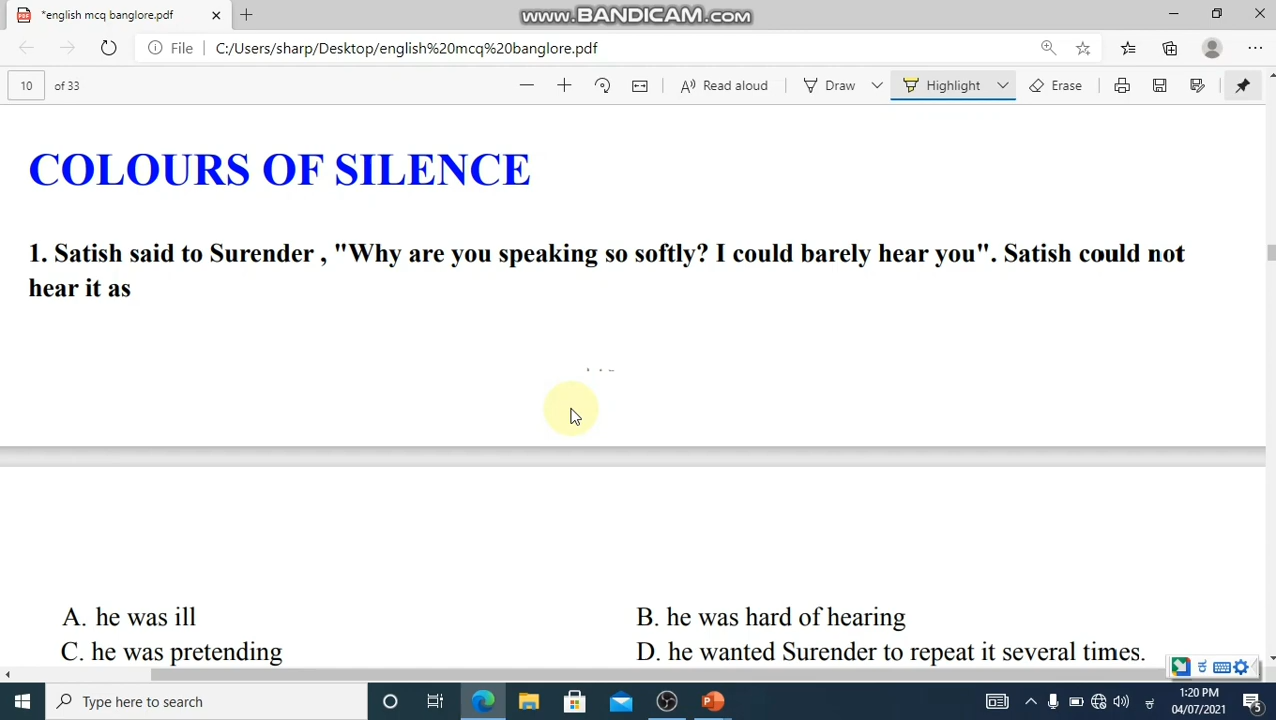 *english mcq banglore.pdf
www.BANDICAM.com
File
C:/Users/sharp/Desktop/english%20mcq%20banglore.pdf
10 of 33
Read aloud
Draw
Highlight
Erase
COLOURS OF SILENCE
1. Satish said to Surender , "Why are you speaking so softly? I could barely hear you". Satish could not
hear it as
A. he was ill
B. he was hard of hearing
C. he was pretending
D. he wanted Surender to repeat it several times.
Type here to search
1:20 PM
04/07/2021
5